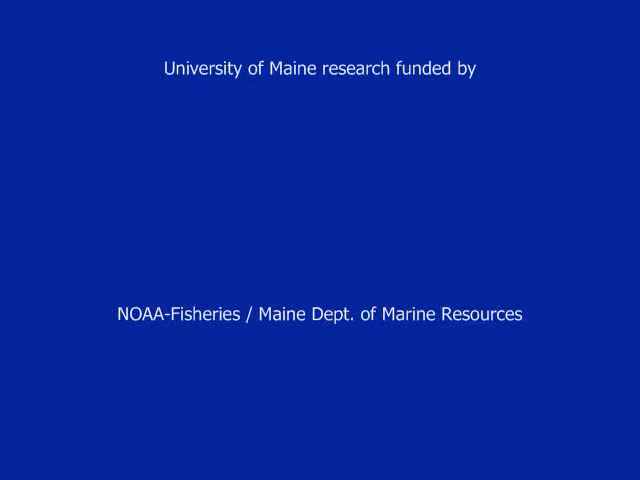 University of Maine research funded by
NOAA-Fisheries / Maine Dept. of Marine Resources